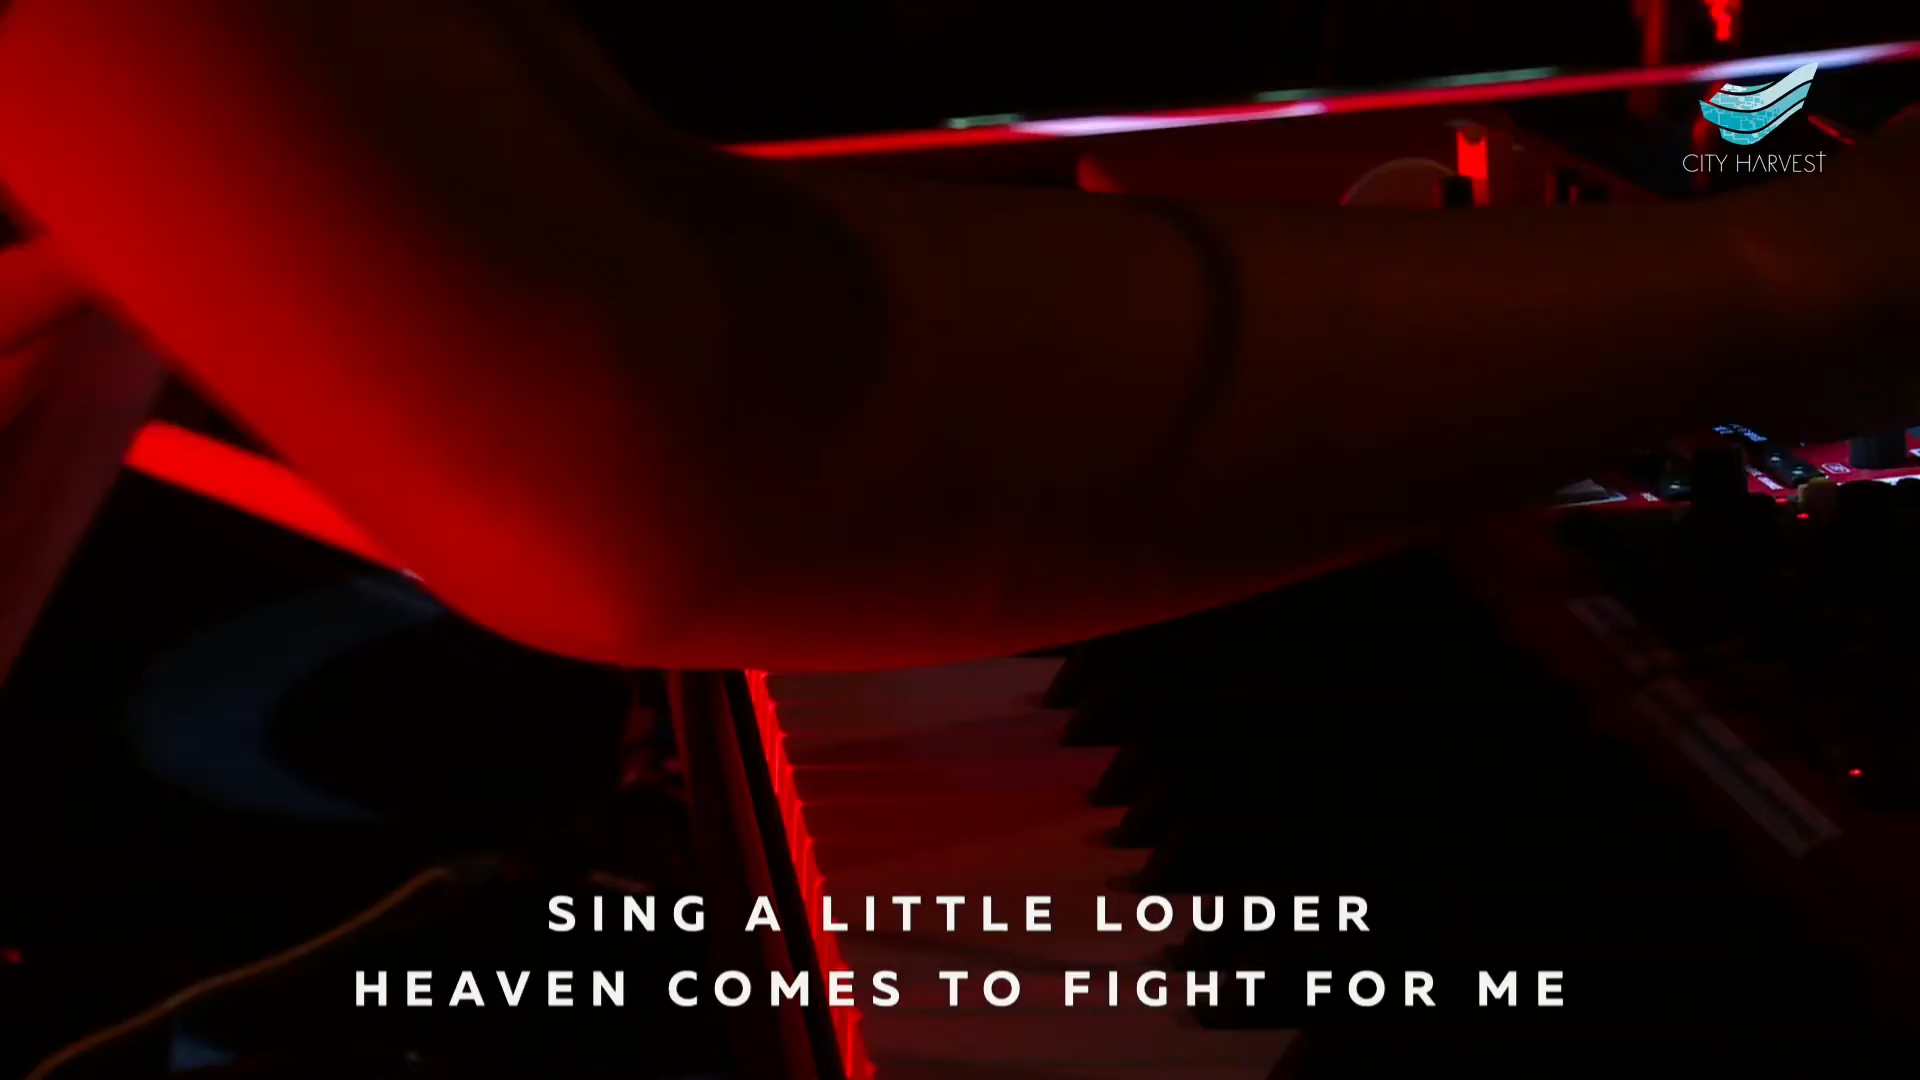 CITY HARVEST
SING A LITTLE LOUDER
HEAVEN COMES TO FIGHT FOR ME